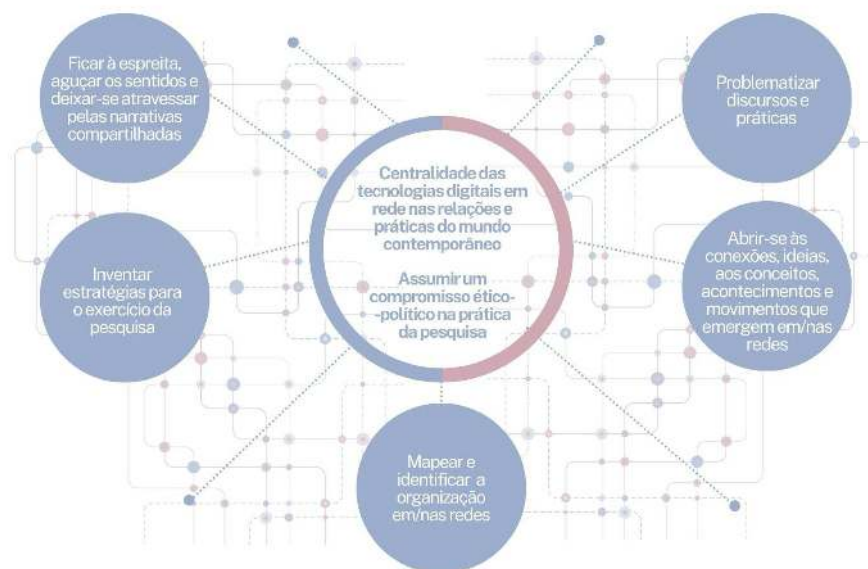 Ficar à espreita,
aguçar os sentidos e
deixar-se atravessar
pelas narrativas
compartilhadas
Problematizar
discursos e
práticas
Centralidade das
tecnologias digitais em
rede nas relações e
práticas do mundo
contemporâneo
Assumir um
compromisso ético-
-político na prática
da pesquisa
Inventar
estratégias para
o exercício da
pesquisa
Abrir-se às
conexões, ideias,
aos conceitos,
acontecimentos e
movimentos que
emergem em/nas
redes
Mapear e
identificar a
organização
em/nas redes